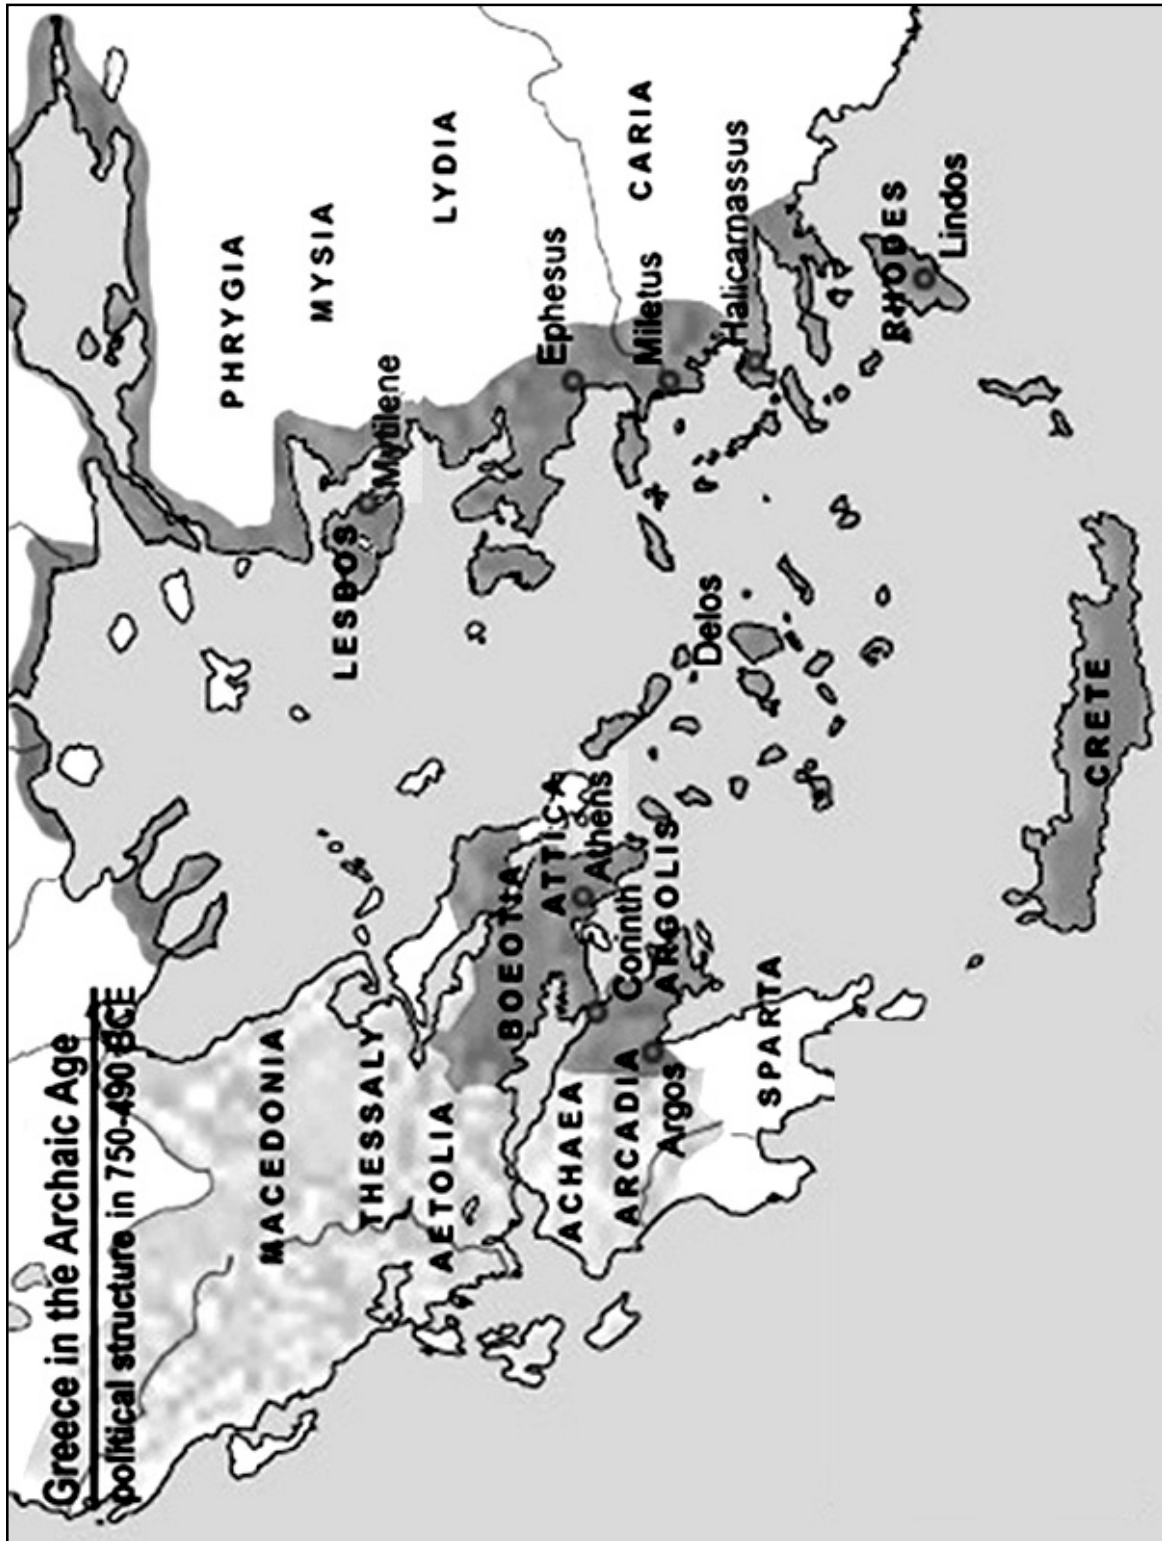 Greece in the Archaic Age
political structure in 750-490 BCE
MACEDONIA
PHRYGIA
MYSIA
THESSALY
LESBOS
Mytilene
AETOLIA
LYDIA
BOEOTIA
ATTICA
Ephesus
ACHAEA
Athens
ARCADIA
Corinth
Miletus
CARIA
Argos
ARGOLIS
Delos
Halicarnassus
SPARTA
RHODES
Lindos
CRETE